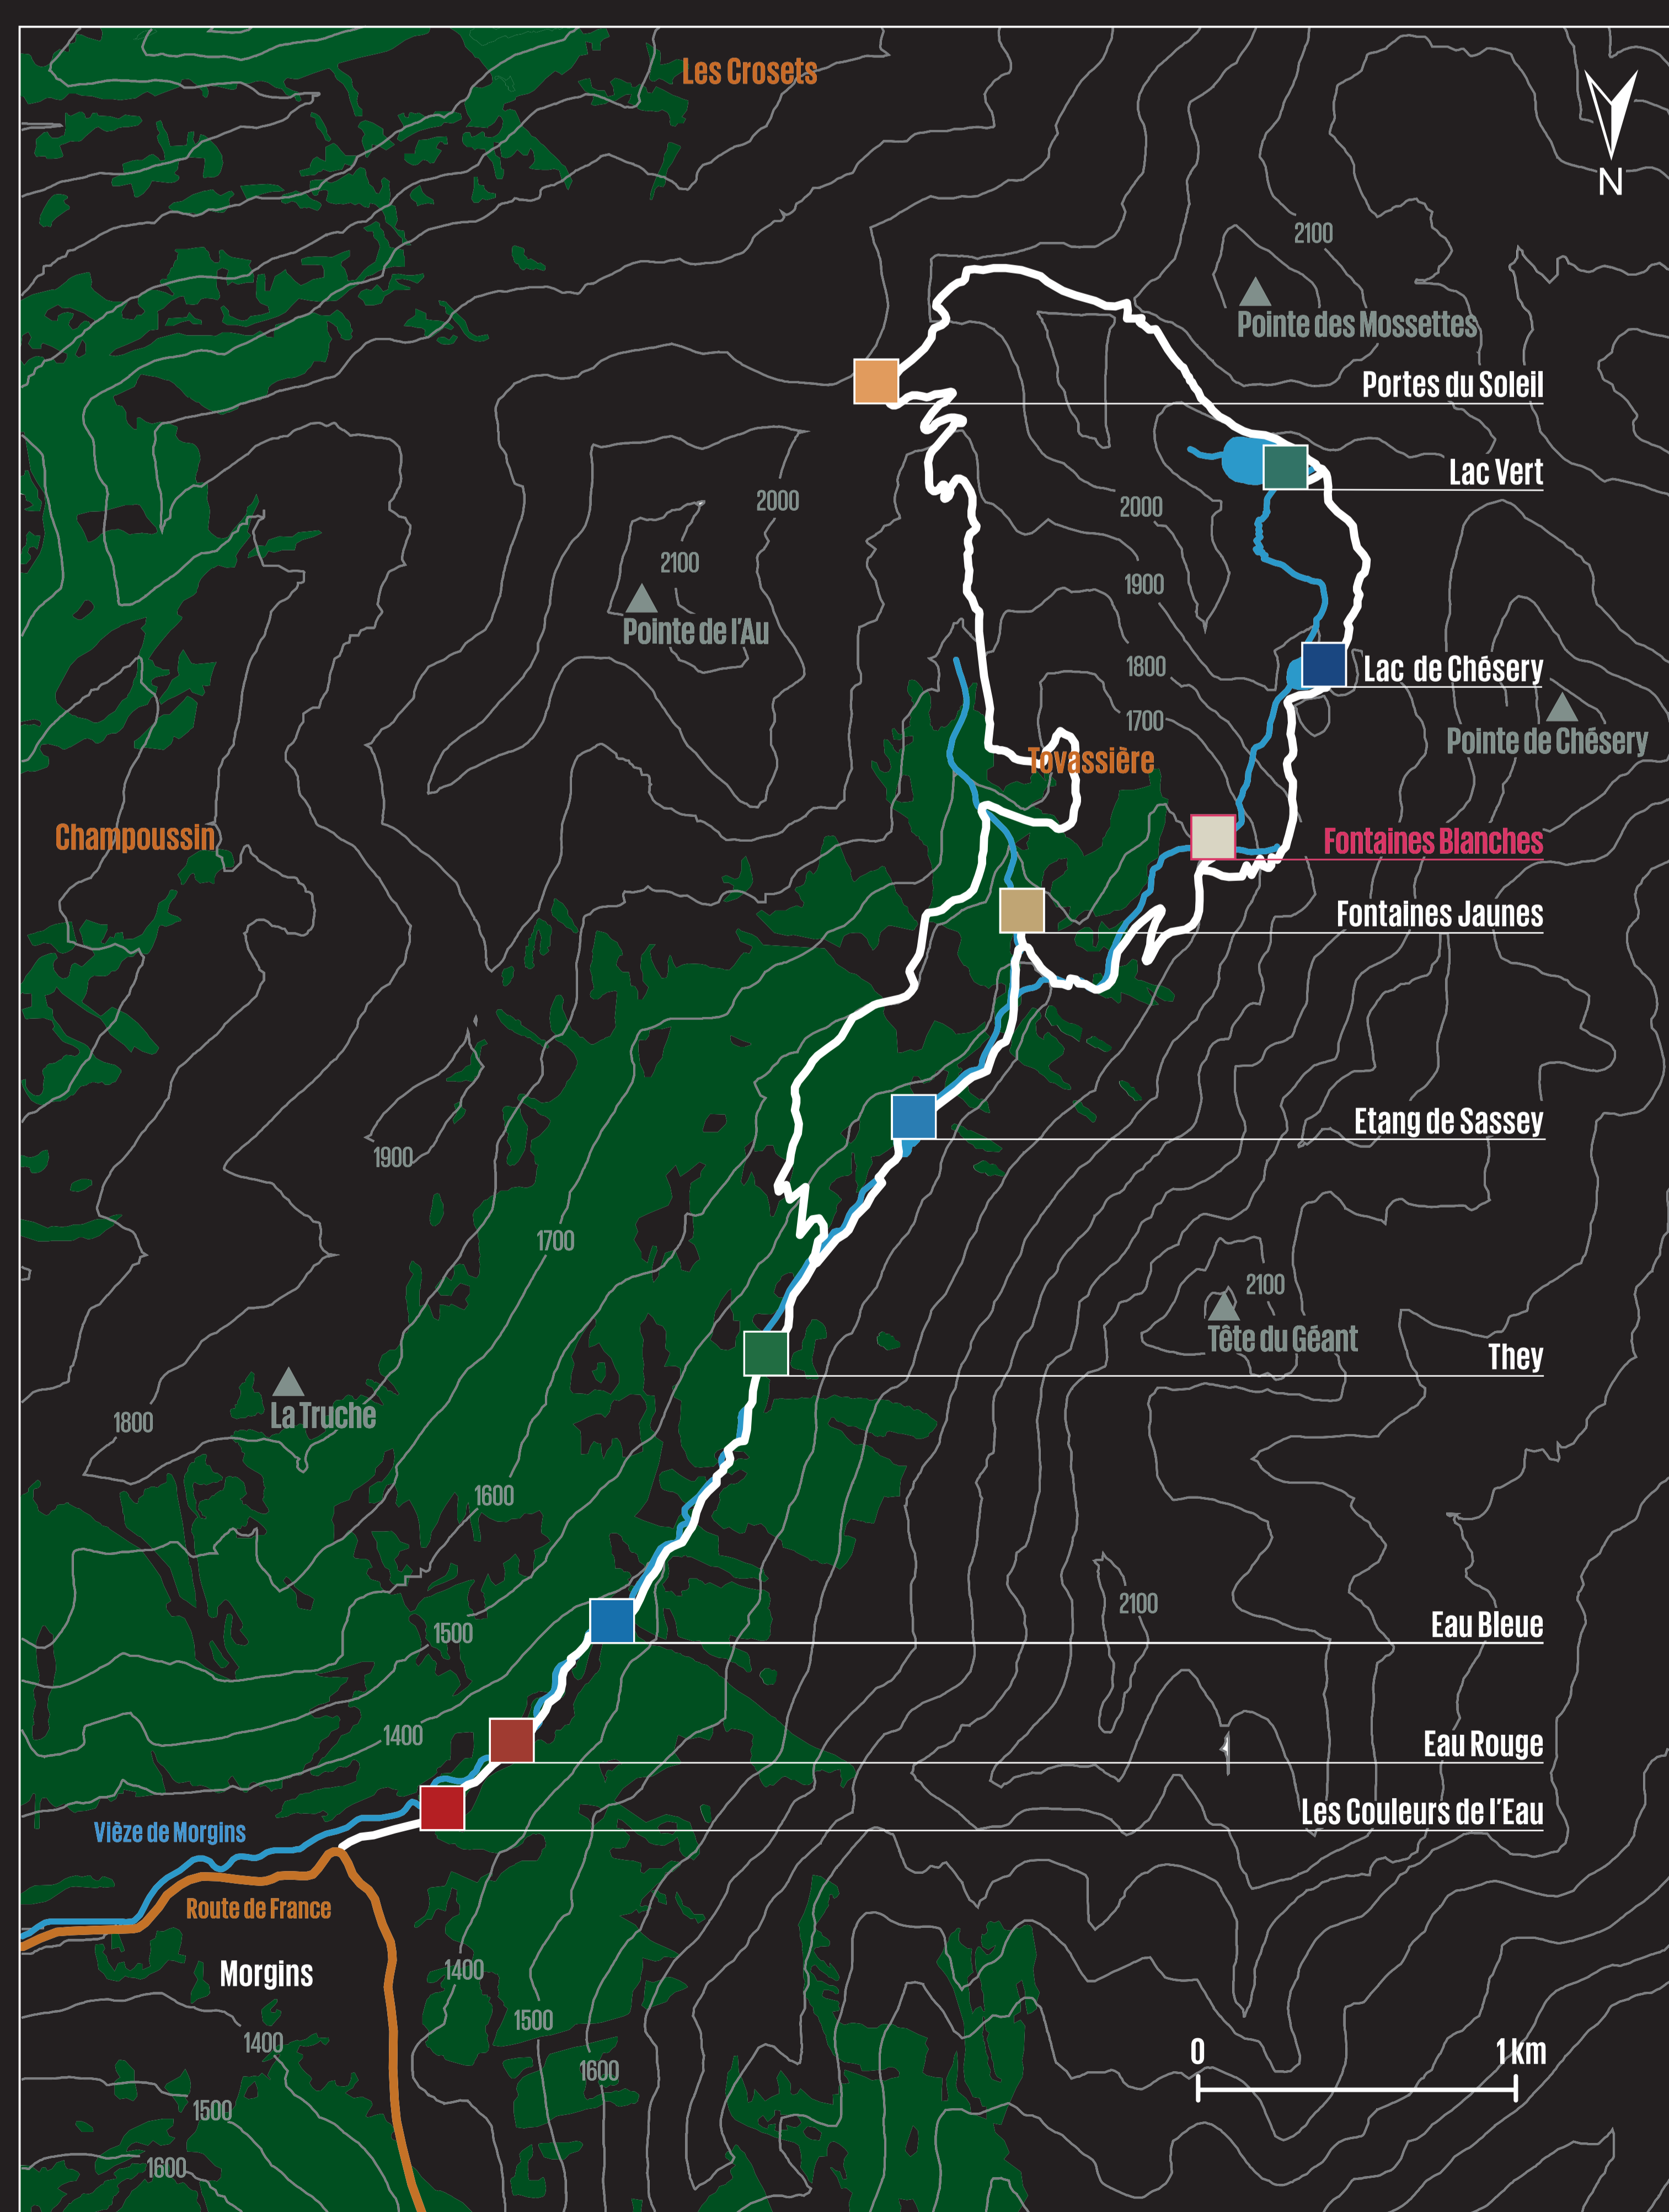 Les Crosets
N
2100
Pointe des Mossettes
Portes du Soleil
Lac Vert
2000
2000
2100
1900
Pointe de l'Au
1800
Lac de Chésery
1700
Pointe de Chésery
Tovassière
Champoussin
Fontaines Blanches
Fontaines Jaunes
Etang de Sassey
1900
1700
2100
Tête du Géant
They
La Truche
1800
1600
2100
Eau Bleue
1500
1400
Eau Rouge
Les Couleurs de l'Eau
Vièze de Morgins
Route de France
Morgins
1400
1500
1400
0
1 km
1600
1500
1600